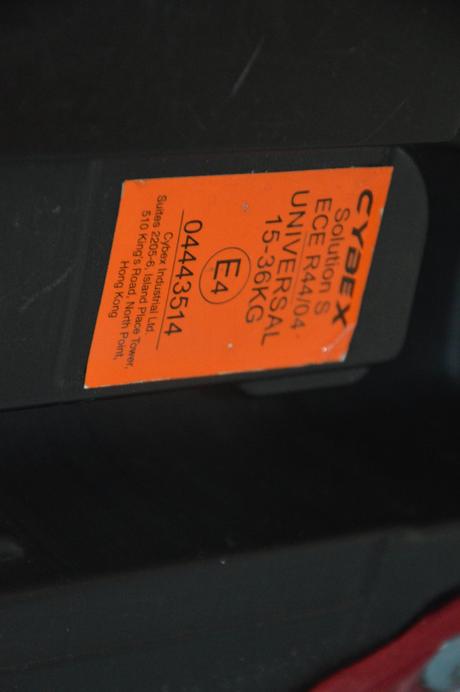 CYBEX
Solution S
ECE R44/04
UNIVERSAL
15-36KG
E4
04443514
Cybex Industrial Ltd.
Suites 2205-6, Island Place Tower,
510 King's Road, North Point,
Hong Kong